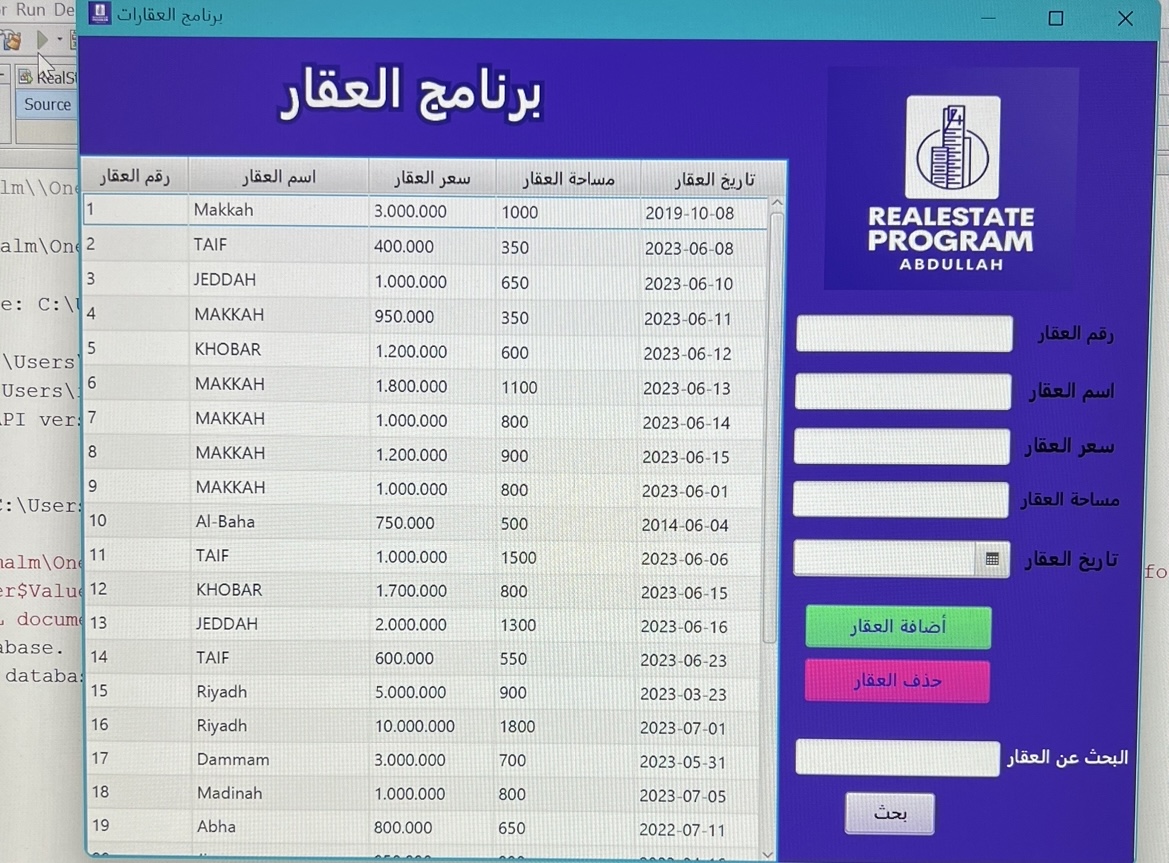 r Run De
برنامج العقارات
Source
برنامج العقار
REALESTATE
PROGRAM
ABDULLAH
رقم العقار اسم العقار سعر العقار مساحة العقار تاريخ العقار
1 Makkah 3.000.000 1000 2019-10-08
2 TAIF 400.000 350 2023-06-08
3 JEDDAH 1.000.000 650 2023-06-10
4 MAKKAH 950.000 350 2023-06-11
5 KHOBAR 1.200.000 600 2023-06-12
6 MAKKAH 1.800.000 1100 2023-06-13
7 MAKKAH 1.000.000 800 2023-06-14
8 MAKKAH 1.200.000 900 2023-06-15
9 MAKKAH 1.000.000 800 2023-06-01
10 Al-Baha 750.000 500 2014-06-04
11 TAIF 1.000.000 1500 2023-06-06
12 KHOBAR 1.700.000 800 2023-06-15
13 JEDDAH 2.000.000 1300 2023-06-16
14 TAIF 600.000 550 2023-06-23
15 Riyadh 5.000.000 900 2023-03-23
16 Riyadh 10.000.000 1800 2023-07-01
17 Dammam 3.000.000 700 2023-05-31
18 Madinah 1.000.000 800 2023-07-05
19 Abha 800.000 650 2022-07-11
رقم العقار
اسم العقار
سعر العقار
مساحة العقار
تاريخ العقار
أضافة العقار
حذف العقار
البحث عن العقار
بحث
lm\\One
alm\One
e: C:\U
\Users\
Users\
API ver
C:\User
nalm\One
er$Value
L docume
abase.
databa
fo